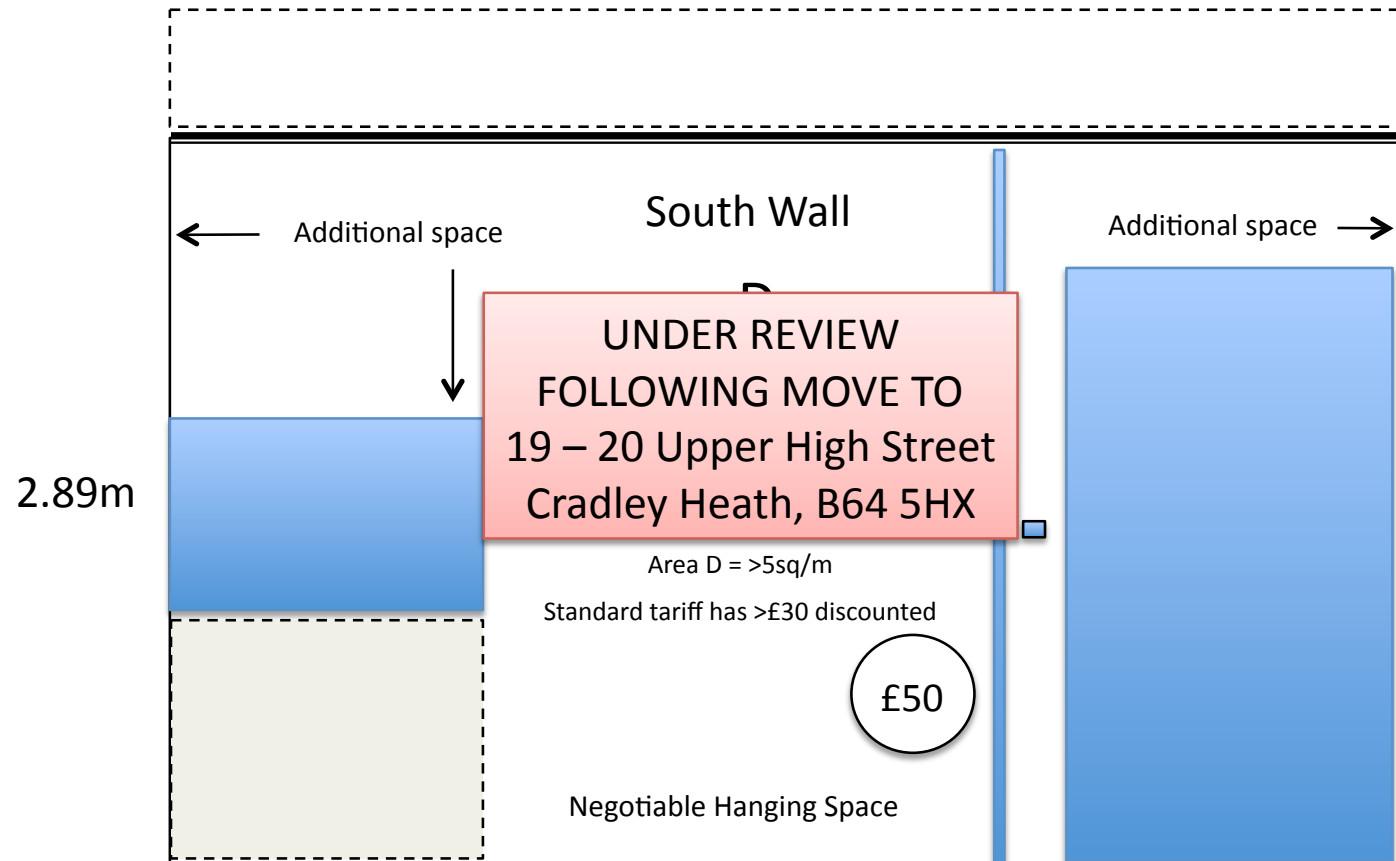 South Wall
Additional space
Additional space
D
UNDER REVIEW
FOLLOWING MOVE TO
19 – 20 Upper High Street
Cradley Heath, B64 5HX
2.89m
Area D = >5sq/m
Standard tariff has >£30 discounted
£50
Negotiable Hanging Space